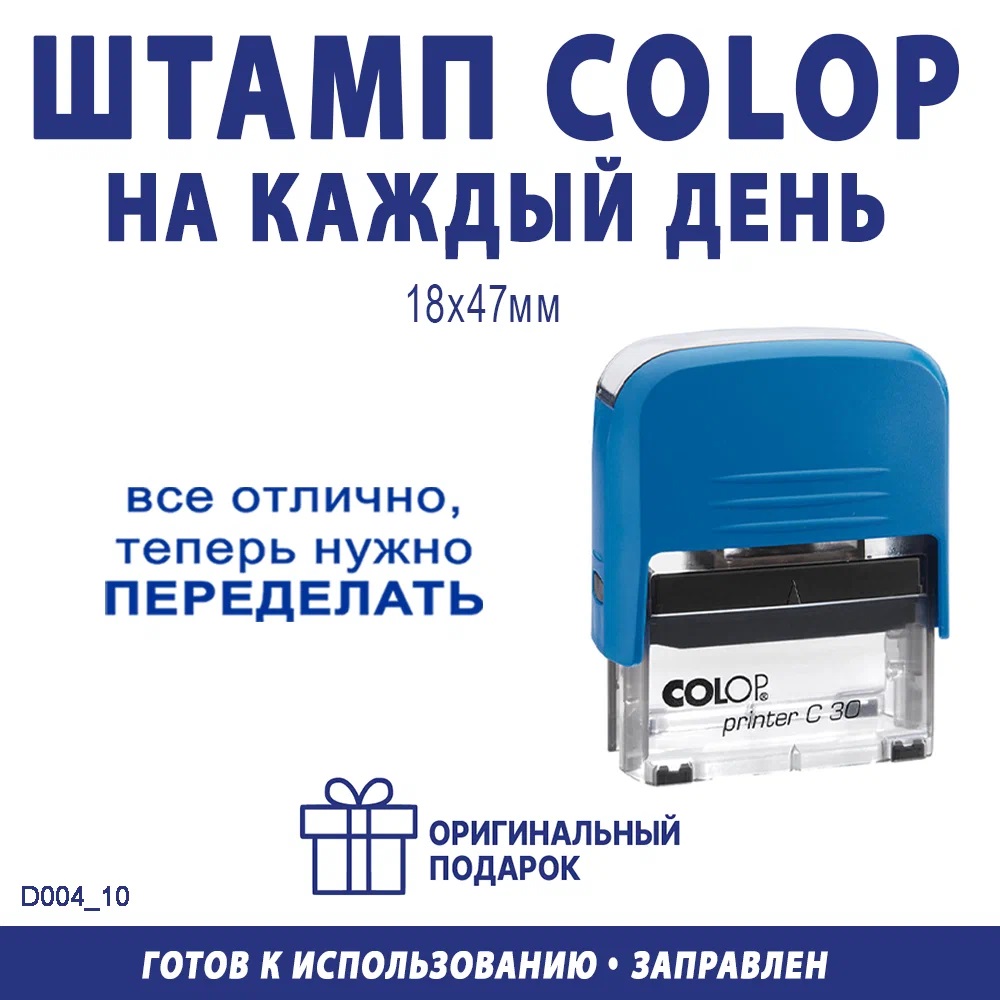 ШТАМП COLOP
НА КАЖДЫЙ ДЕНЬ
18х47мм
все отлично,
теперь нужно
ПЕРЕДЕЛАТЬ
COLOP®
printer C 30
ОРИГИНАЛЬНЫЙ
ПОДАРОК
D004_10
ГОТОВ К ИСПОЛЬЗОВАНИЮ • ЗАПРАВЛЕН